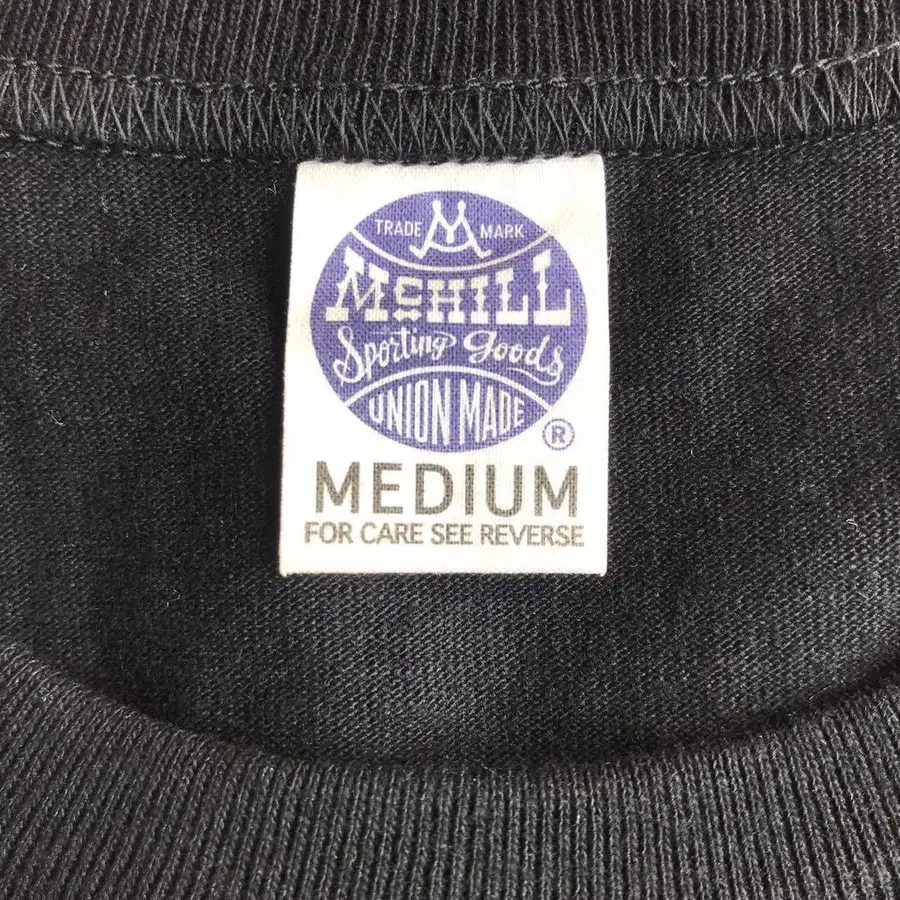 TRADE M MARK
McHILL
Sporting Goods
UNION MADE
®
MEDIUM
FOR CARE SEE REVERSE